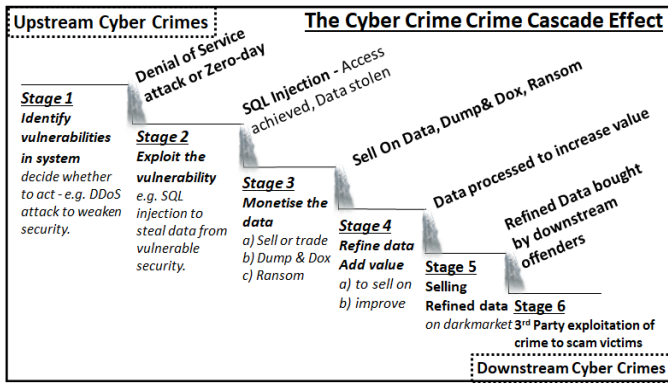 Upstream Cyber Crimes
The Cyber Crime Crime Cascade Effect
Denial of Service
attack or Zero-day
SQL Injection - Access
achieved, Data stolen
Sell On Data, Dump& Dox, Ransom
Data processed to increase value
Refined Data bought
by downstream
offenders
Stage 1
Identify
vulnerabilities
in system
decide whether
to act - e.g. DDoS
attack to weaken
security.
Stage 2
Exploit the
vulnerability
e.g. SQL
injection to
steal data from
vulnerable
security.
Stage 3
Monetise the
data
a) Sell or trade
b) Dump & Dox
c) Ransom
Stage 4
Refine data
Add value
a) to sell on
b) improve
Stage 5
Selling
Refined data
on darkmarket
Stage 6
3rd Party exploitation of
crime to scam victims
Downstream Cyber Crimes